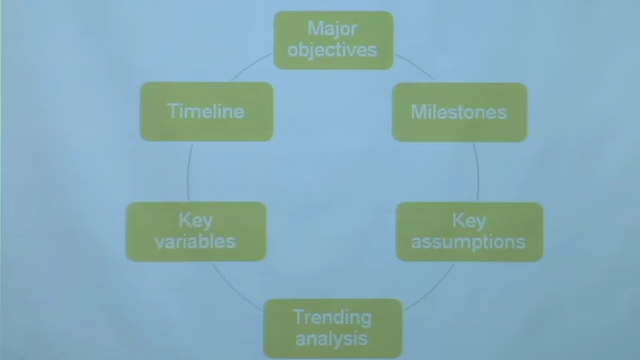 Major
objectives
Timeline
Milestones
Key
variables
Key
assumptions
Trending
analysis